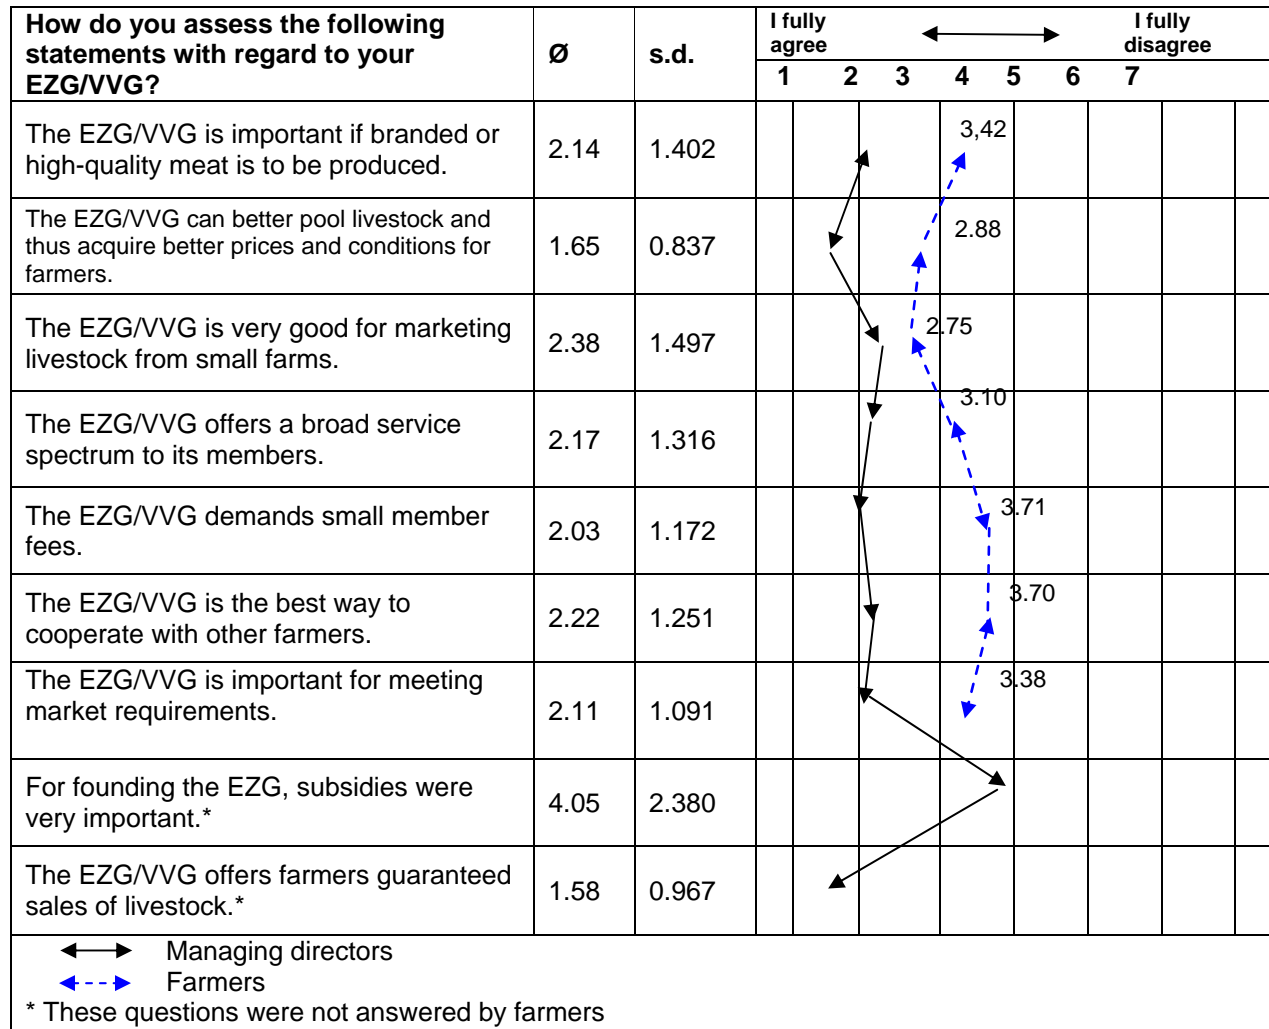 How do you assess the following
statements with regard to your
EZG/VVG?
Ø
s.d.
I fully
agree
I fully
disagree
1 2 3 4 5 6 7
The EZG/VVG is important if branded or
high-quality meat is to be produced.
2.14
1.402
3,42
The EZG/VVG can better pool livestock and
thus acquire better prices and conditions for
farmers.
1.65
0.837
2.88
The EZG/VVG is very good for marketing
livestock from small farms.
2.38
1.497
2.75
The EZG/VVG offers a broad service
spectrum to its members.
2.17
1.316
3.10
The EZG/VVG demands small member
fees.
2.03
1.172
3.71
The EZG/VVG is the best way to
cooperate with other farmers.
2.22
1.251
3.70
The EZG/VVG is important for meeting
market requirements.
2.11
1.091
3.38
For founding the EZG, subsidies were
very important.*
4.05
2.380
The EZG/VVG offers farmers guaranteed
sales of livestock.*
1.58
0.967
Managing directors
Farmers
* These questions were not answered by farmers